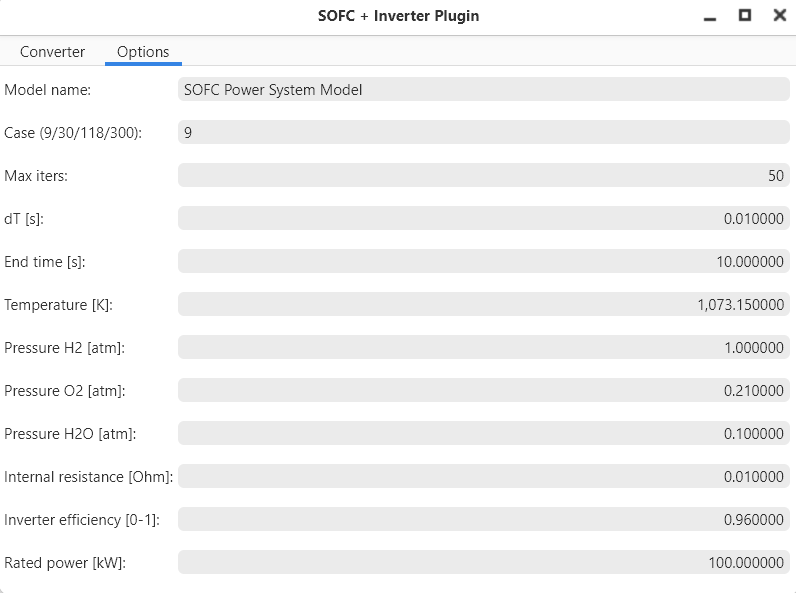 SOFC + Inverter Plugin
Converter Options
Model name: SOFC Power System Model
Case (9/30/118/300): 9
Max iters: 50
dT [s]: 0.010000
End time [s]: 10.000000
Temperature [K]: 1,073.150000
Pressure H2 [atm]: 1.000000
Pressure O2 [atm]: 0.210000
Pressure H2O [atm]: 0.100000
Internal resistance [Ohm]: 0.010000
Inverter efficiency [0-1]: 0.960000
Rated power [kW]: 100.000000